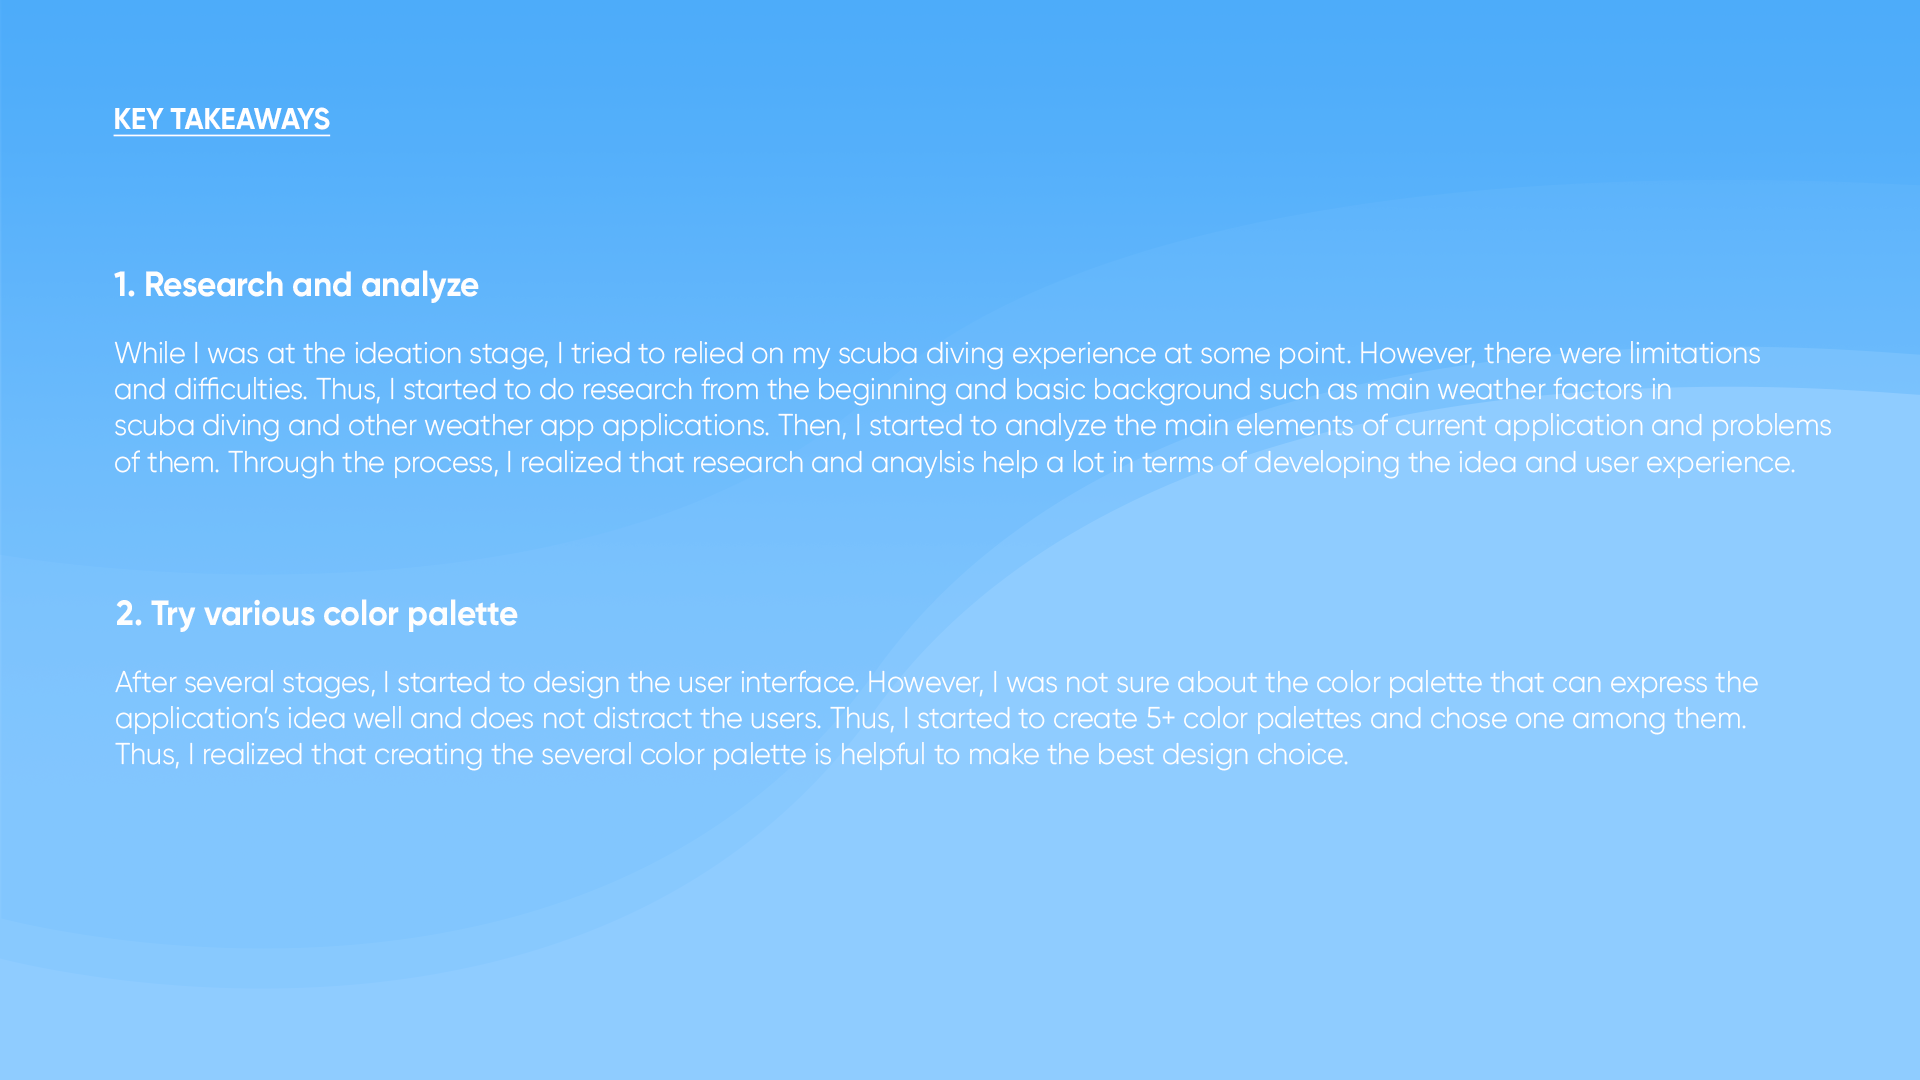 KEY TAKEAWAYS
1. Research and analyze
While I was at the ideation stage, I tried to relied on my scuba diving experience at some point. However, there were limitations
and difficulties. Thus, I started to do research from the beginning and basic background such as main weather factors in
scuba diving and other weather app applications. Then, I started to analyze the main elements of current application and problems
of them. Through the process, I realized that research and anaylsis help a lot in terms of developing the idea and user experience.
2. Try various color palette
After several stages, I started to design the user interface. However, I was not sure about the color palette that can express the
application’s idea well and does not distract the users. Thus, I started to create 5+ color palettes and chose one among them.
Thus, I realized that creating the several color palette is helpful to make the best design choice.